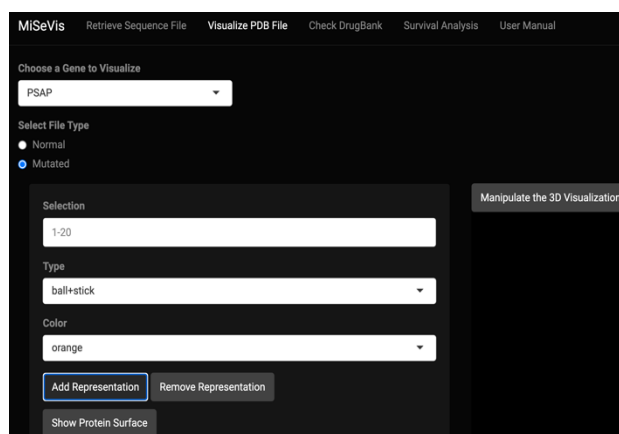 MiSeVis Retrieve Sequence File Visualize PDB File Check DrugBank Survival Analysis User Manual
Choose a Gene to Visualize
PSAP
Select File Type
Normal
Mutated
Selection
1-20
Type
ball+stick
Color
orange
Add Representation Remove Representation
Show Protein Surface
Manipulate the 3D Visualization